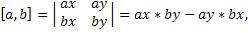 [a,b] = | ax ay bx by | = ax * by − ay * bx,